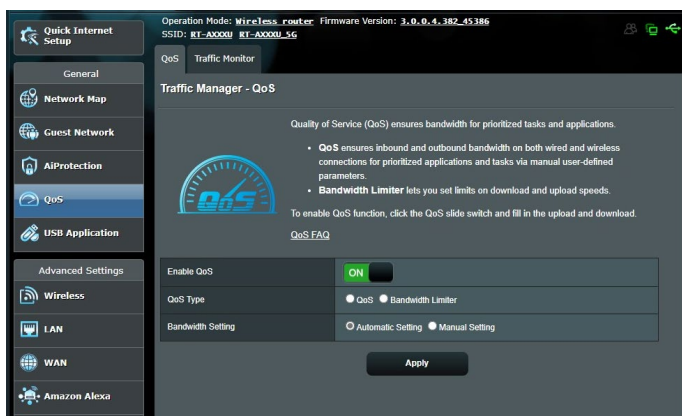 Quick Internet
Setup
General
Network Map
Guest Network
AiProtection
QoS
USB Application
Advanced Settings
Wireless
LAN
WAN
Amazon Alexa
Operation Mode: Wireless router Firmware Version: 3.0.0.4.382_45386
SSID: RT-AXXXU RT-AXXXU_5G
QoS Traffic Monitor
Traffic Manager - QoS
QoS
Quality of Service (QoS) ensures bandwidth for prioritized tasks and applications.
• QoS ensures inbound and outbound bandwidth on both wired and wireless
connections for prioritized applications and tasks via manual user-defined
parameters.
• Bandwidth Limiter lets you set limits on download and upload speeds.
To enable QoS function, click the QoS slide switch and fill in the upload and download.
QoS FAQ
Enable QoS ON
QoS Type QoS Bandwidth Limiter
Bandwidth Setting Automatic Setting Manual Setting
Apply